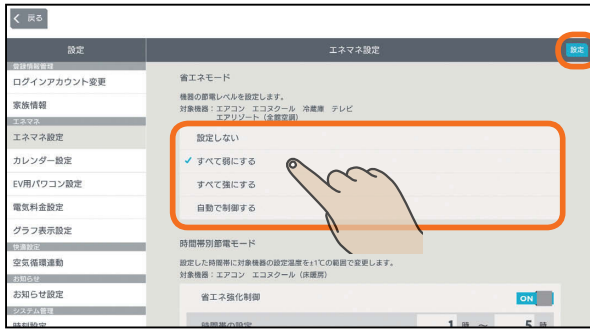 戻る
設定
エネマネ設定
設定
登録情報管理
ログインアカウント変更
家族情報
エネマネ
エネマネ設定
カレンダー設定
EV用パワコン設定
電気料金設定
グラフ表示設定
快適設定
空気循環連動
お知らせ
お知らせ設定
システム管理
時刻設定
省エネモード
機器の節電レベルを設定します。
対象機器：エアコン エコヌクール 冷蔵庫 テレビ
エアリゾート（全館空調）
設定しない
すべて弱にする
すべて強にする
自動で制御する
時間帯別節電モード
設定した時間帯に対象機器の設定温度を±1℃の範囲で変更します。
対象機器：エアコン エコヌクール（床暖房）
省エネ強化制御
ON
時間帯の設定
1 時 ～ 5 時